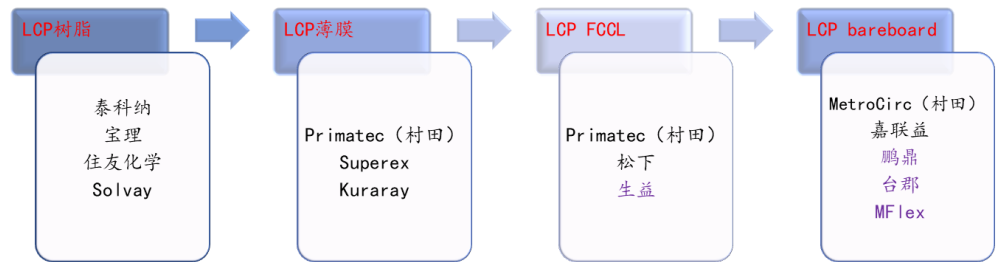 LCP树脂
泰科纳
宝理
住友化学
Solvay
LCP薄膜
Primatec（村田）
Superex
Kuraray
LCP FCCL
Primatec（村田）
松下
生益
LCP bareboard
MetroCirc（村田）
嘉联益
鹏鼎
台郡
MFlex